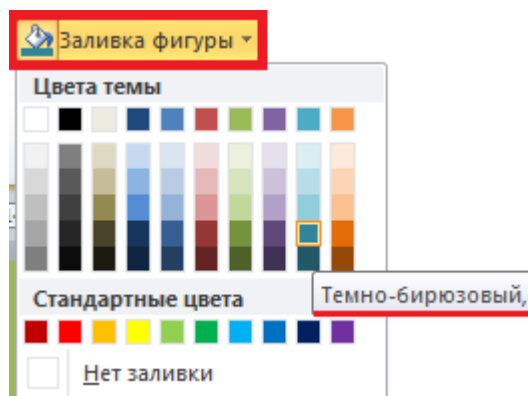 Заливка фигуры
Цвета темы
Темно-бирюзовый,
Стандартные цвета
Нет заливки